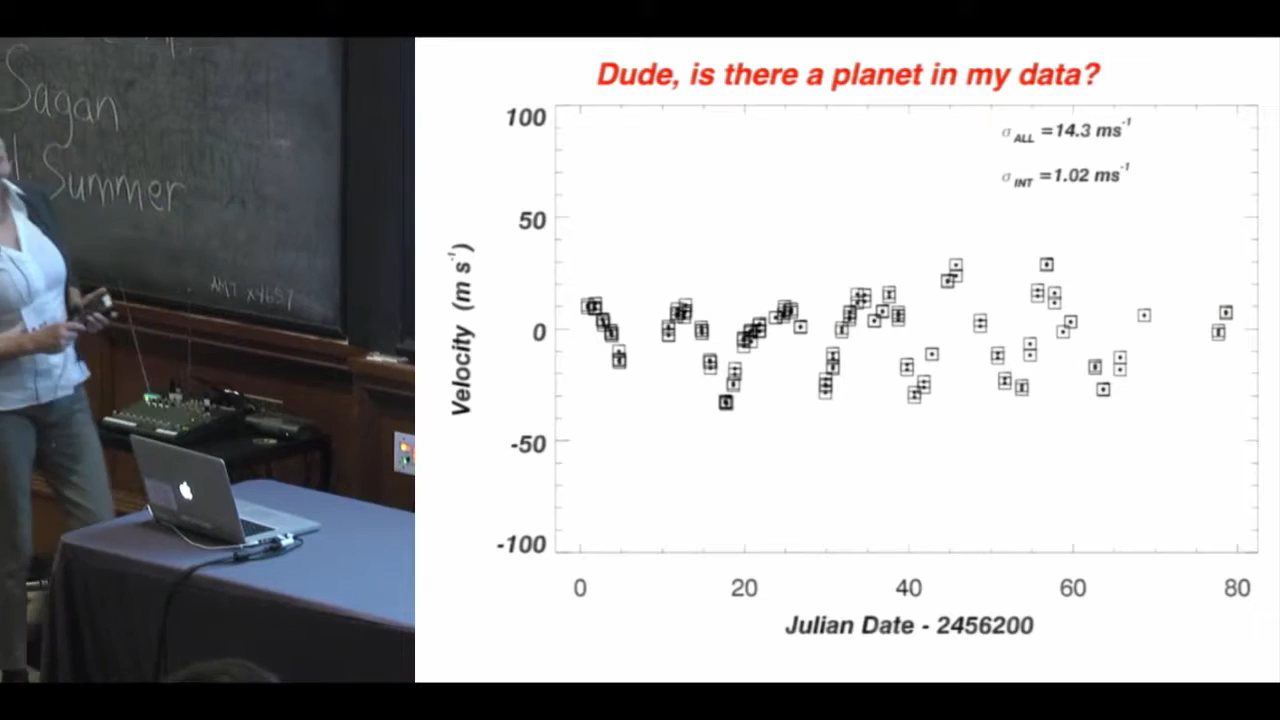 Sagan
Summer
Dude, is there a planet in my data?
σ ALL =14.3 ms-1
σ INT =1.02 ms-1
100
50
0
-50
-100
Velocity (m s-1)
0 20 40 60 80
Julian Date - 2456200